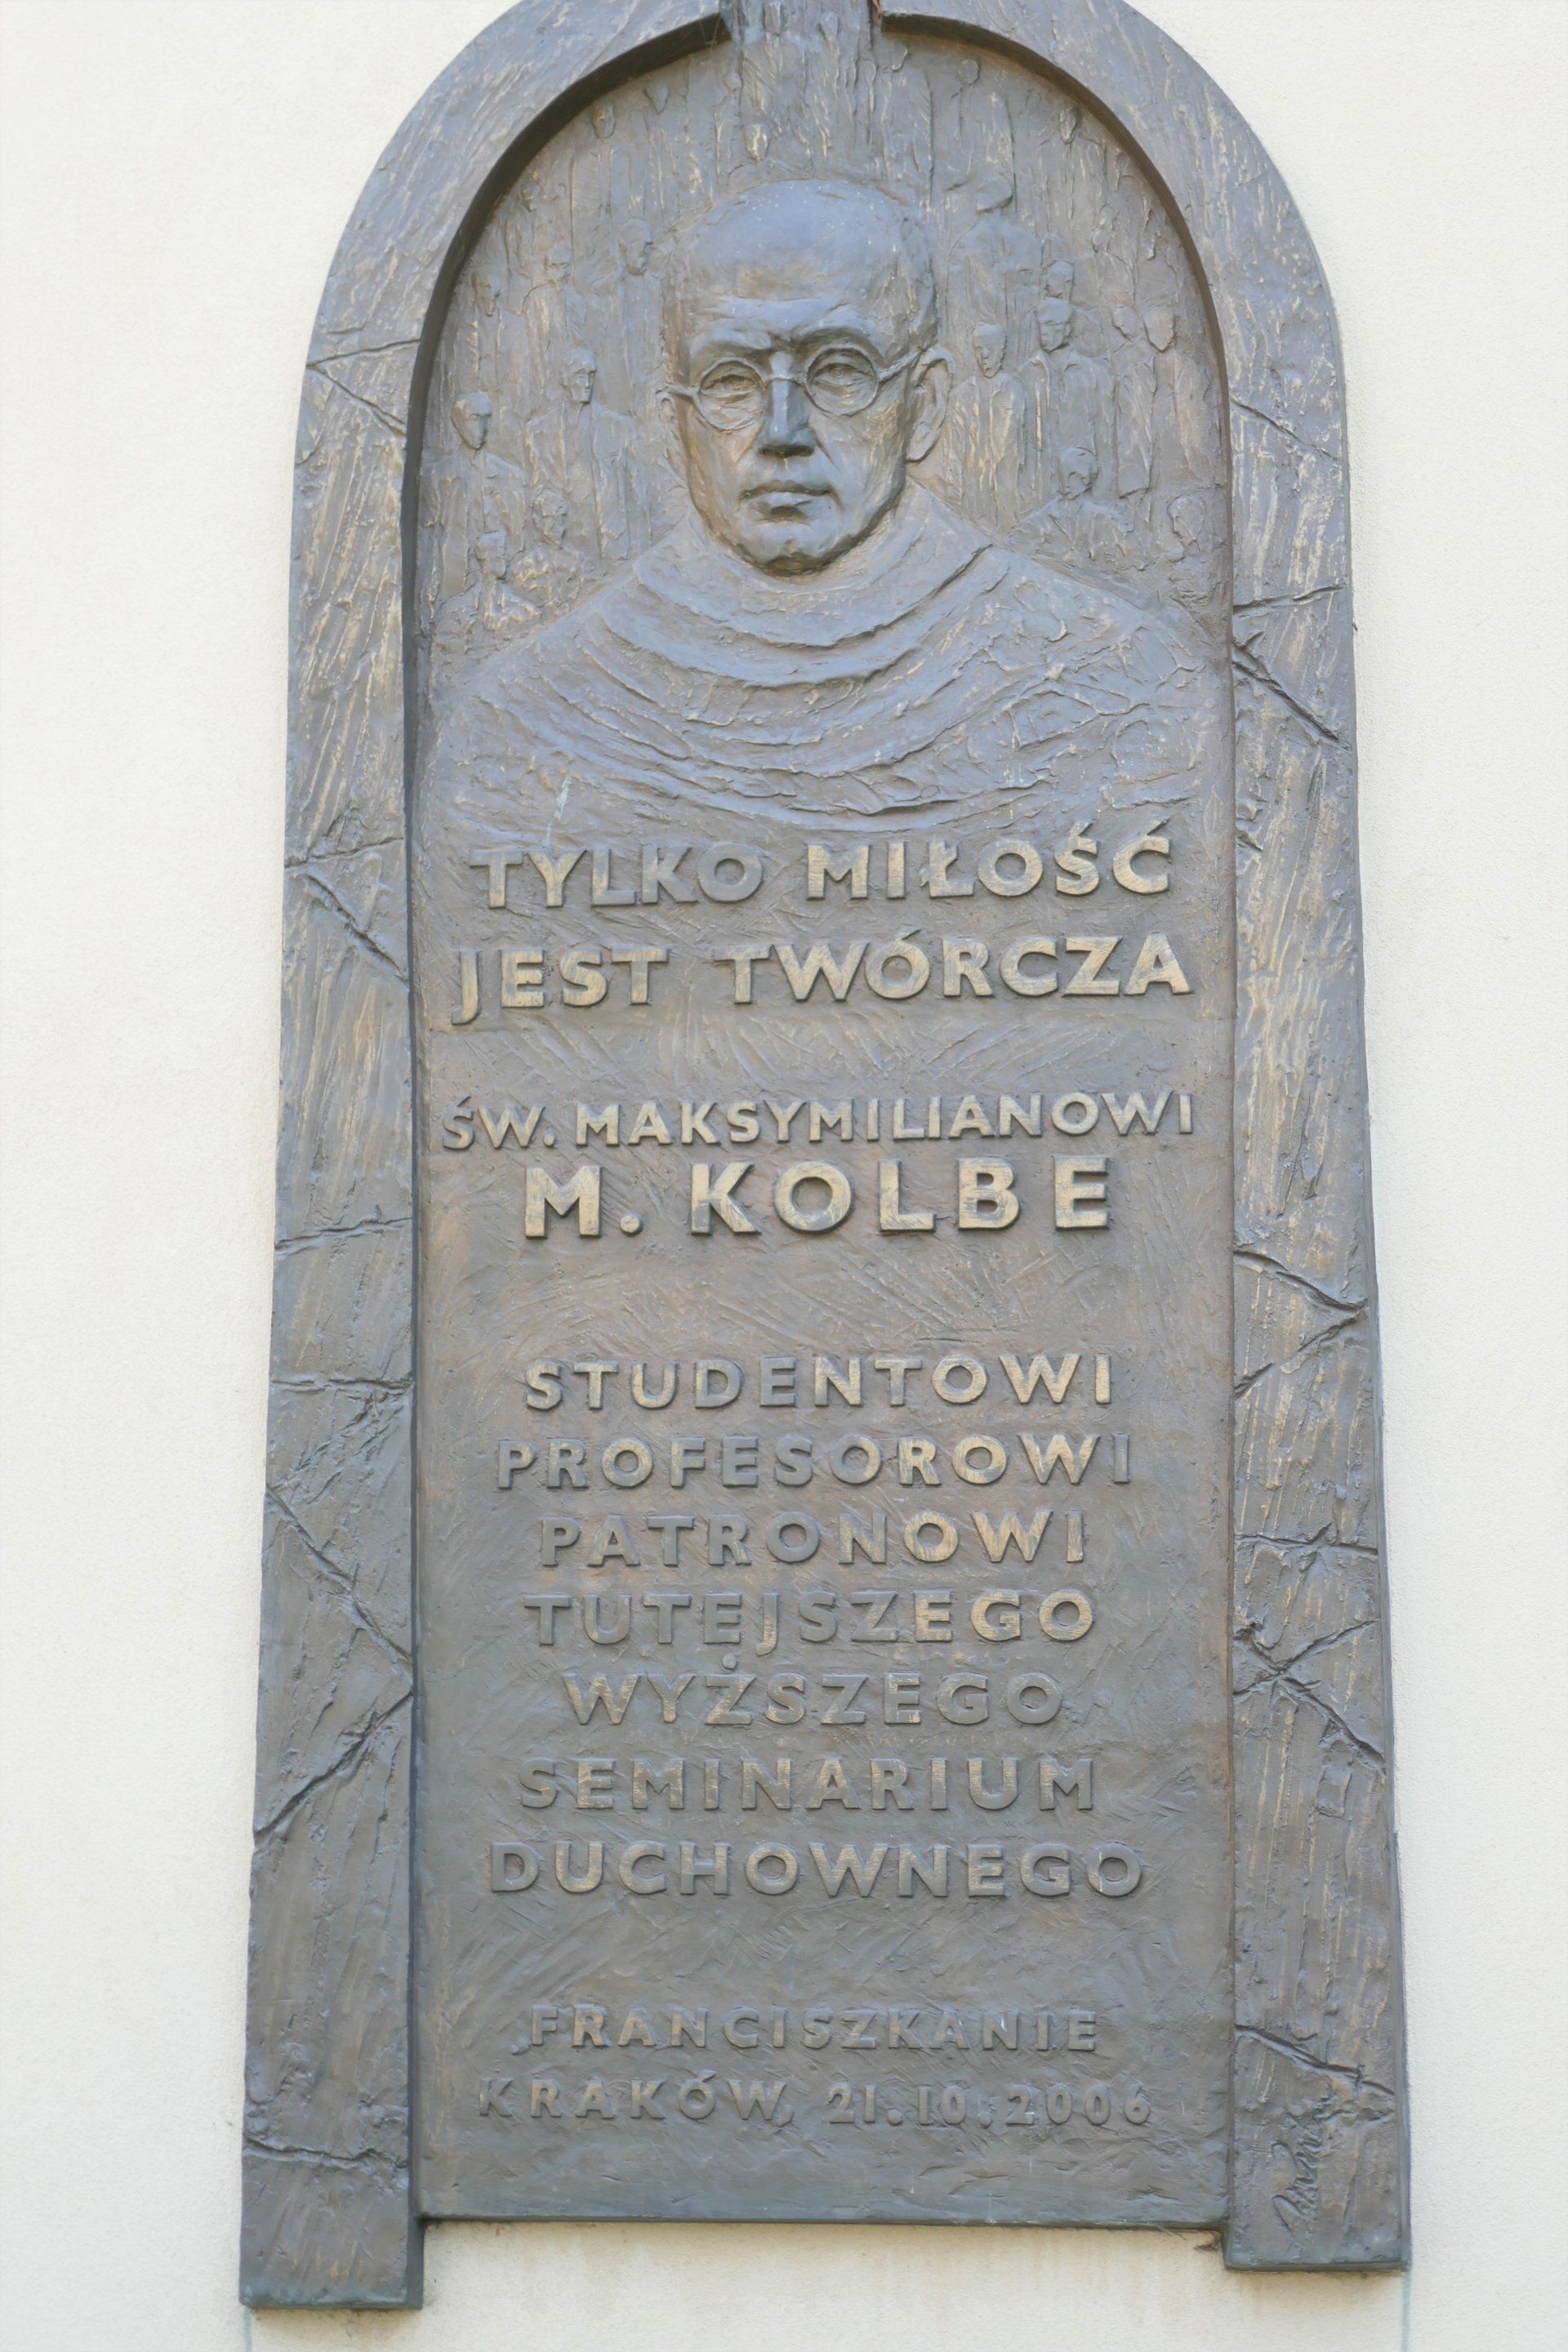 TYLKO MIŁOŚĆ
JEST TWÓRCZA
ŚW. MAKSYMILIANOWI
M. KOLBE
STUDENTOWI
PROFESOROWI
PATRONOWI
TUTEJSZEGO
WYŻSZEGO
SEMINARIUM
DUCHOWNEGO
FRANCISZKANIE
KRAKÓW, 21.10.2006